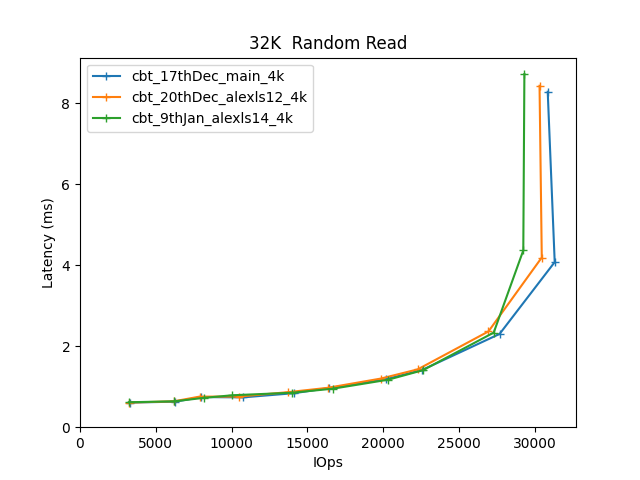 32K  Random Read
cbt_17thDec_main_4k
cbt_20thDec_alexls12_4k
cbt_9thJan_alexls14_4k
8
6
4
2
0
Latency (ms)
0 5000 10000 15000 20000 25000 30000
IOps